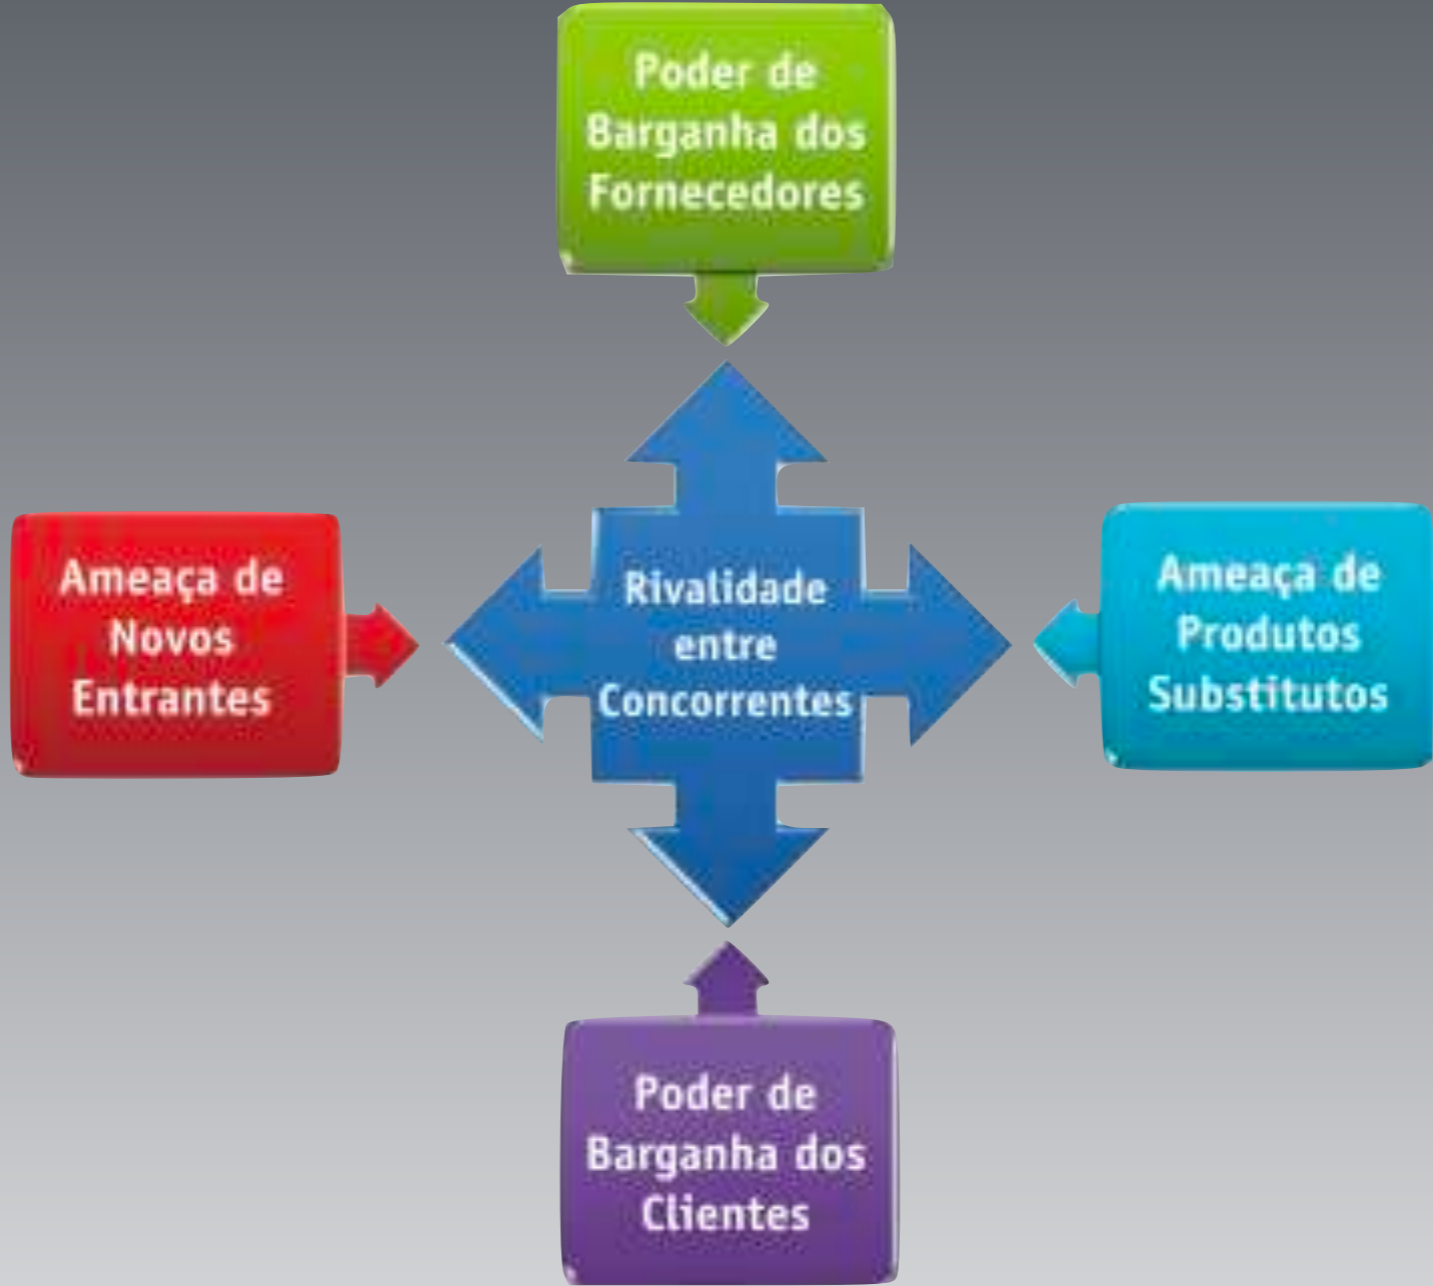 Poder de
Barganha dos
Fornecedores
Ameaça de
Novos
Entrantes
Rivalidade
entre
Concorrentes
Ameaça de
Produtos
Substitutos
Poder de
Barganha dos
Clientes